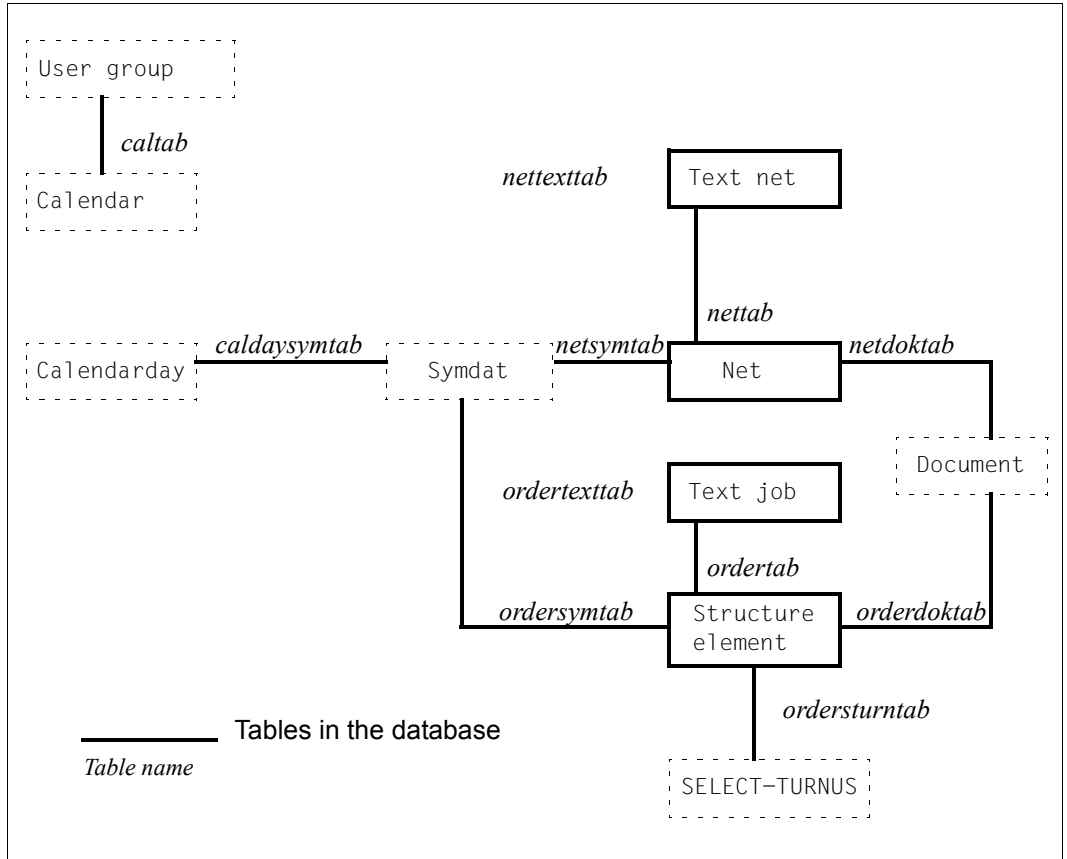 User group
caltab
Calendar
nettexttab
Text net
nettab
Calendarday
caldaysymtab
Symdat
netsymtab
Net
netdoktab
Document
ordertexttab
Text job
ordertab
ordersymtab
Structure
element
orderdoktab
ordersturntab
Tables in the database
Table name
SELECT-TURNUS